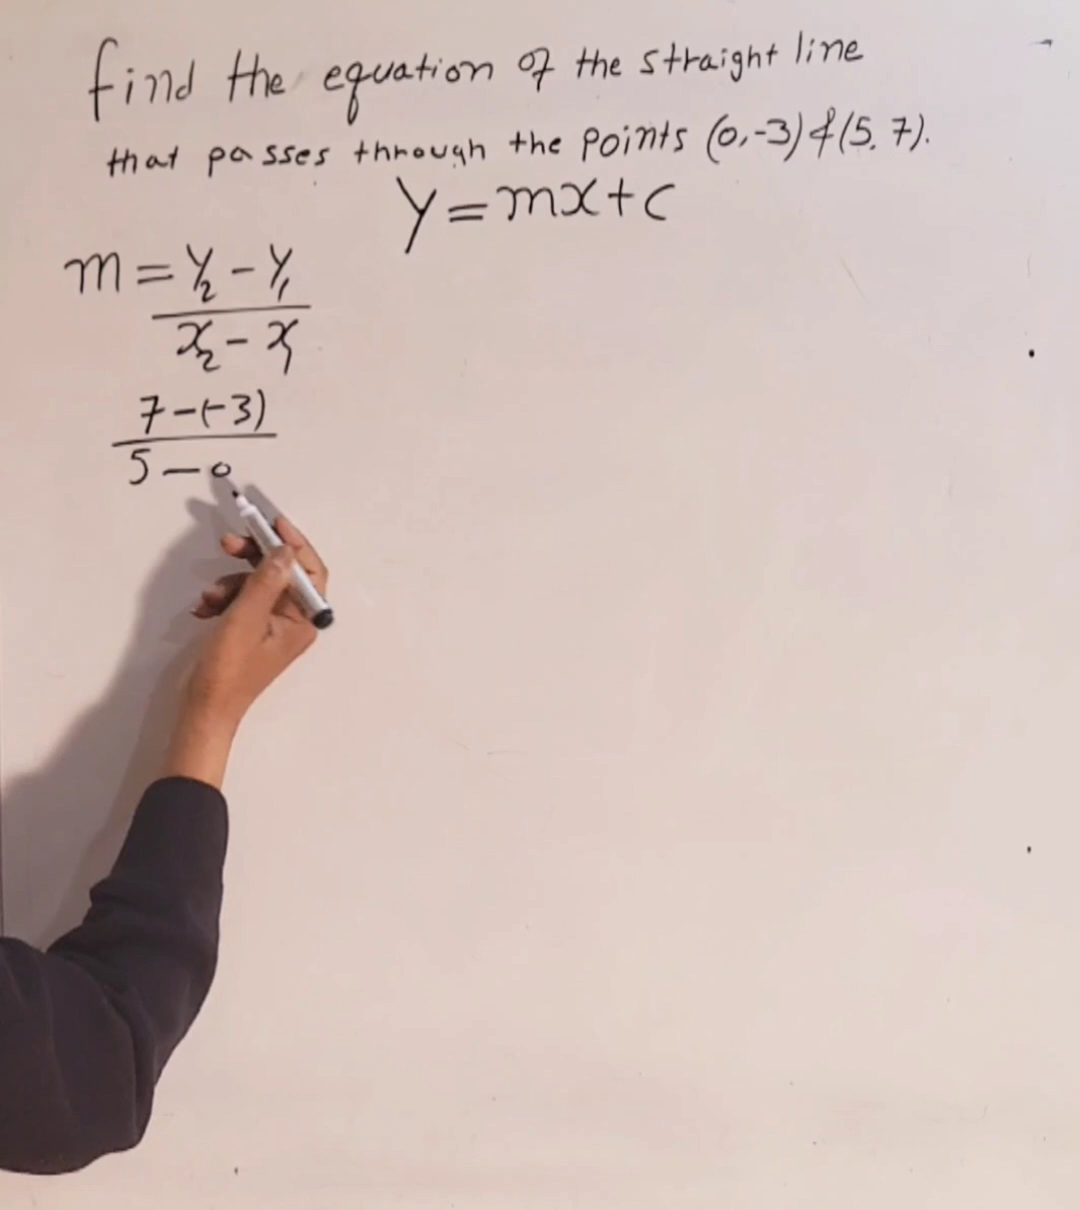 find the equation of the straight line
that passes through the points (0,-3) & (5,7).
y=mx+c
m = y₂ - y₁
x₂ - x₁
7-(-3)
5-0